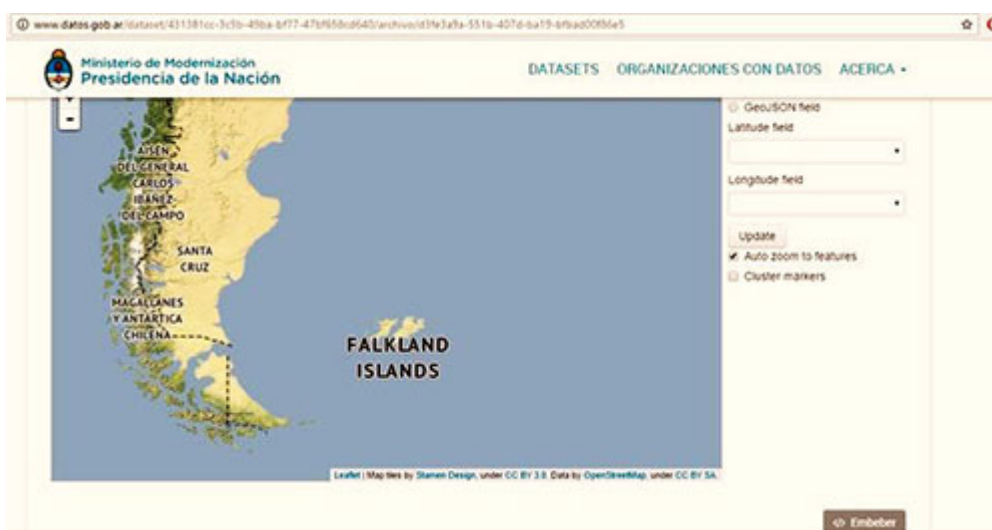 www.datos.gob.ar/dataset/431381cc-3c5b-49ba-bf77-47bf658cd640/archivo/d3fe3a9a-551b-407d-ba19-bfbad00f86e5
Ministerio de Modernización
Presidencia de la Nación
DATASETS ORGANIZACIONES CON DATOS ACERCA
-
AISÉN
DEL GENERAL
CARLOS
IBÁÑEZ
DEL CAMPO
SANTA
CRUZ
MAGALLANES
Y ANTÁRTICA
CHILENA
FALKLAND
ISLANDS
GeoJSON field
Latitude field
Longitude field
Update
Auto zoom to features
Cluster markers
Leaflet | Map tiles by Stamen Design, under CC BY 3.0. Data by OpenStreetMap, under CC BY SA.
</> Embeber